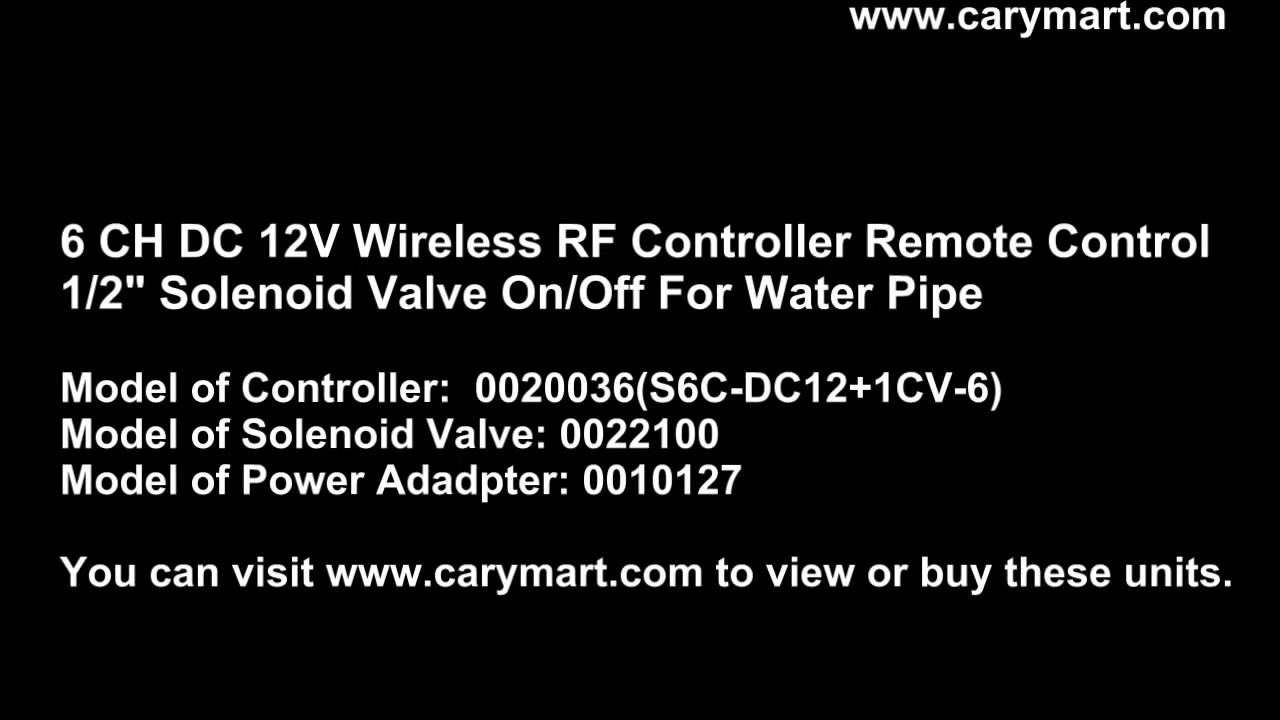 www.carymart.com
6 CH DC 12V Wireless RF Controller Remote Control
1/2" Solenoid Valve On/Off For Water Pipe
Model of Controller:  0020036(S6C-DC12+1CV-6)
Model of Solenoid Valve: 0022100
Model of Power Adadpter: 0010127
You can visit www.carymart.com to view or buy these units.